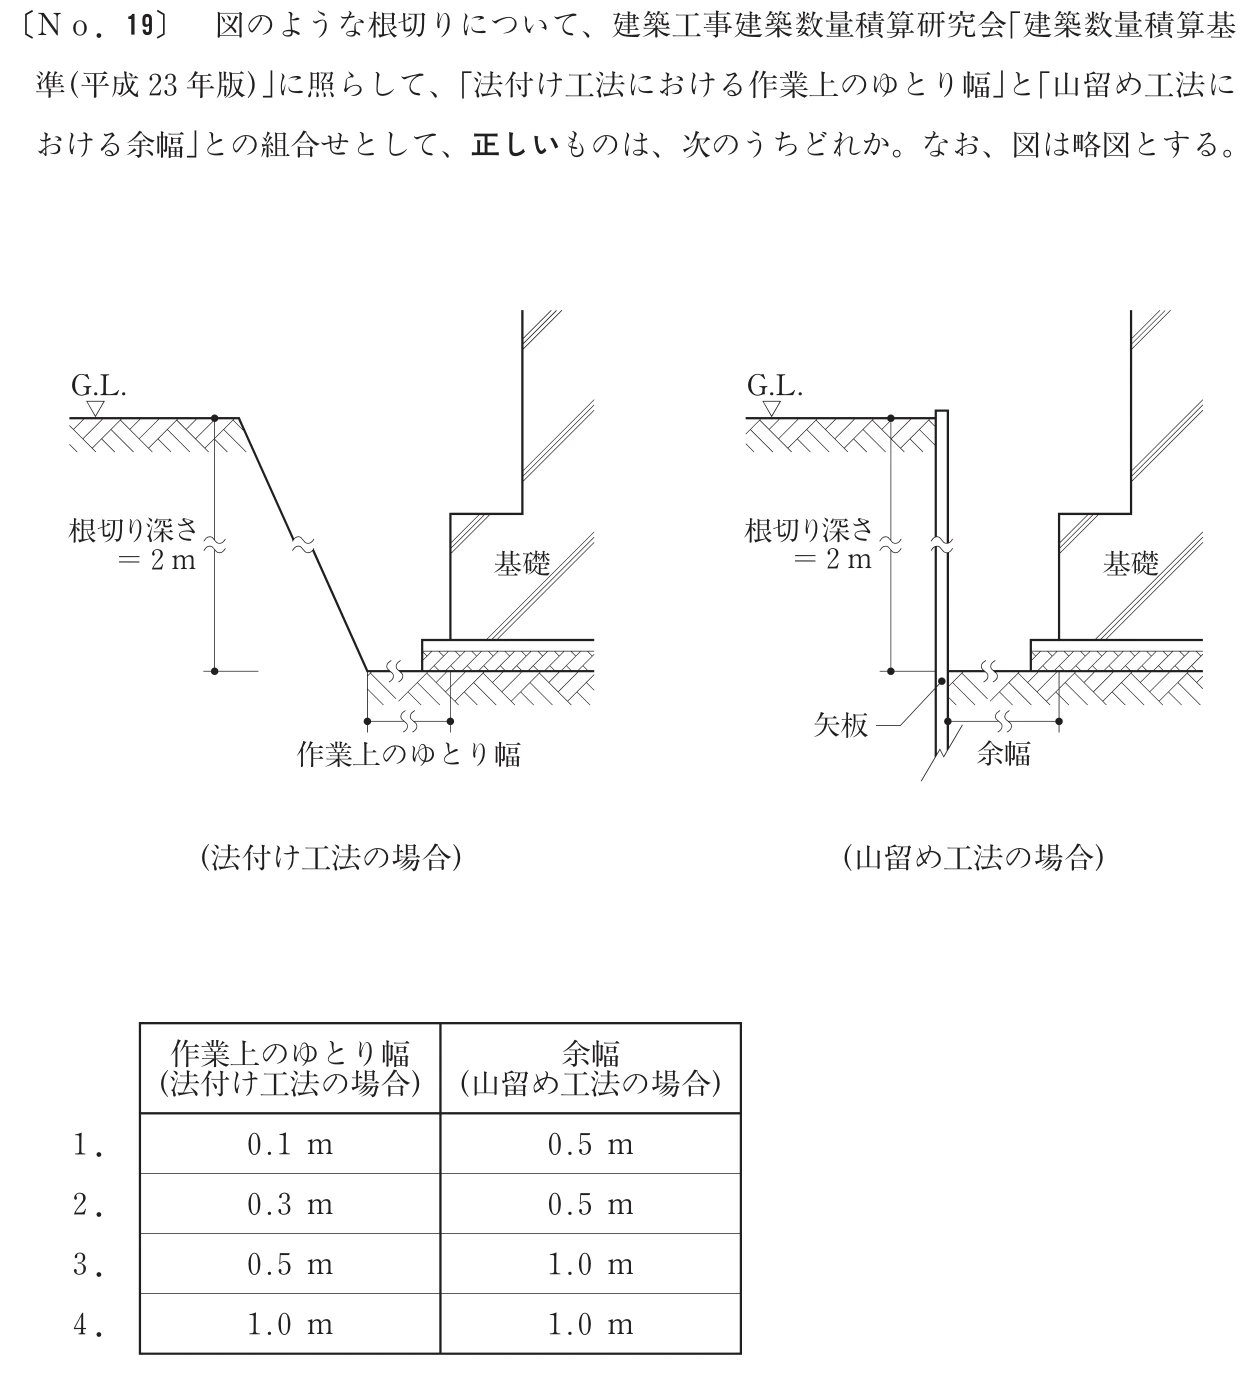 〔No. 19〕　図のような根切りについて、建築工事建築数量積算研究会「建築数量積算基
準(平成 23 年版)」に照らして、「法付け工法における作業上のゆとり幅」と「山留め工法に
おける余幅」との組合せとして、正しいものは、次のうちどれか。なお、図は略図とする。
G.L.
根切り深さ
＝ 2 m
基礎
作業上のゆとり幅
(法付け工法の場合)
G.L.
根切り深さ
＝ 2 m
基礎
矢板
余幅
(山留め工法の場合)
作業上のゆとり幅
(法付け工法の場合)
余幅
(山留め工法の場合)
1. 0.1 m 0.5 m
2. 0.3 m 0.5 m
3. 0.5 m 1.0 m
4. 1.0 m 1.0 m